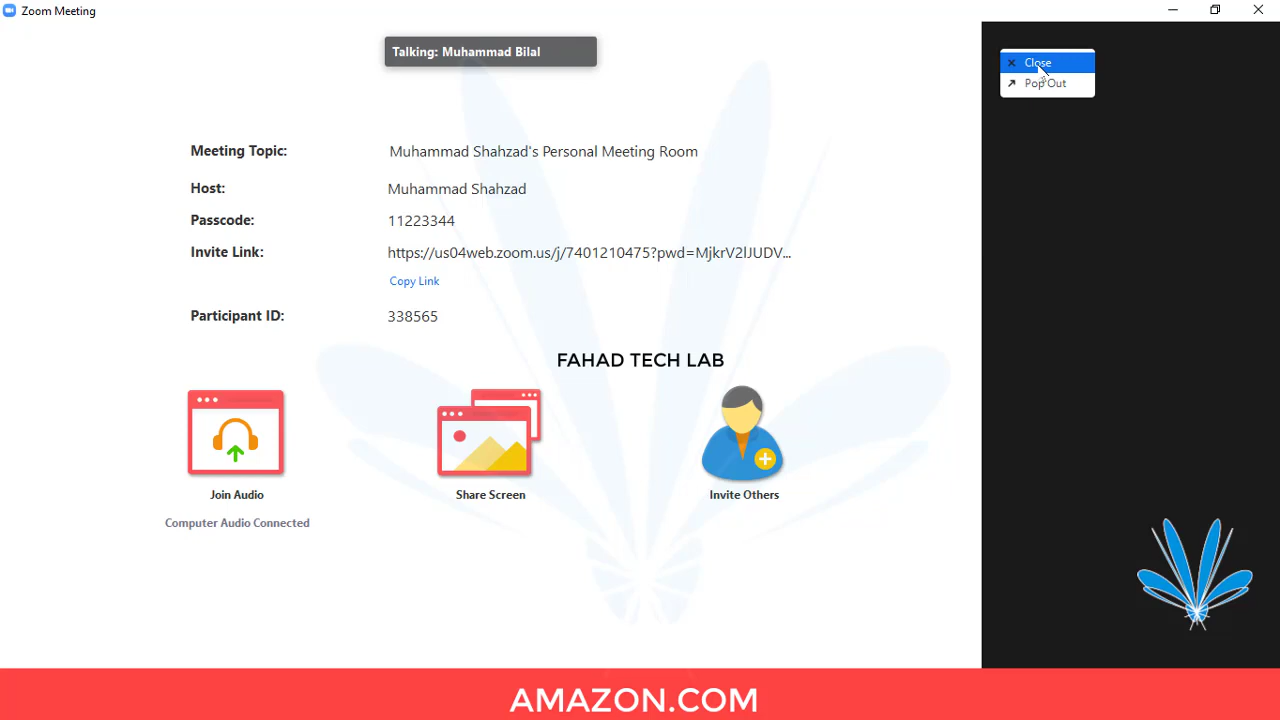 Zoom Meeting
Talking: Muhammad Bilal
Close
Pop Out
Meeting Topic: Muhammad Shahzad's Personal Meeting Room
Host: Muhammad Shahzad
Passcode: 11223344
Invite Link: https://us04web.zoom.us/j/7401210475?pwd=MjkrV2lJUDV...
Copy Link
Participant ID: 338565
FAHAD TECH LAB
Join Audio
Share Screen
Invite Others
Computer Audio Connected
AMAZON.COM